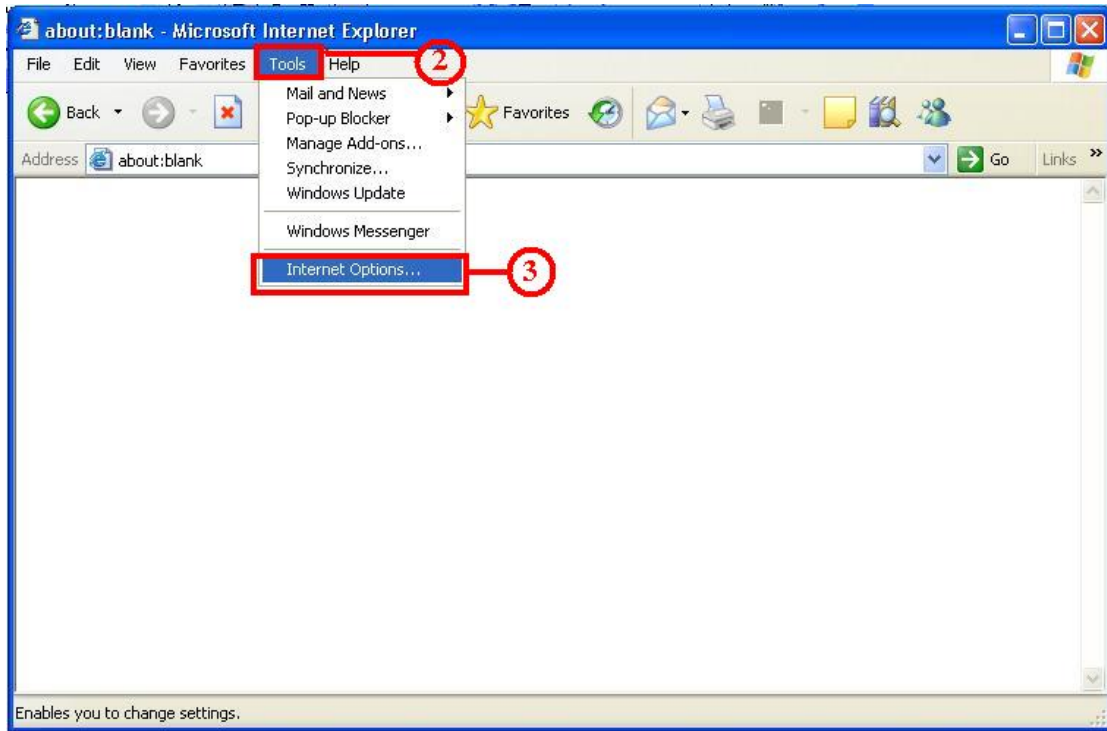 about:blank - Microsoft Internet Explorer
File Edit View Favorites Tools Help 2
Mail and News
Back Pop-up Blocker Favorites
Manage Add-ons...
Address about:blank Go Links »
Synchronize...
Windows Update
Windows Messenger
Internet Options... 3
Enables you to change settings.